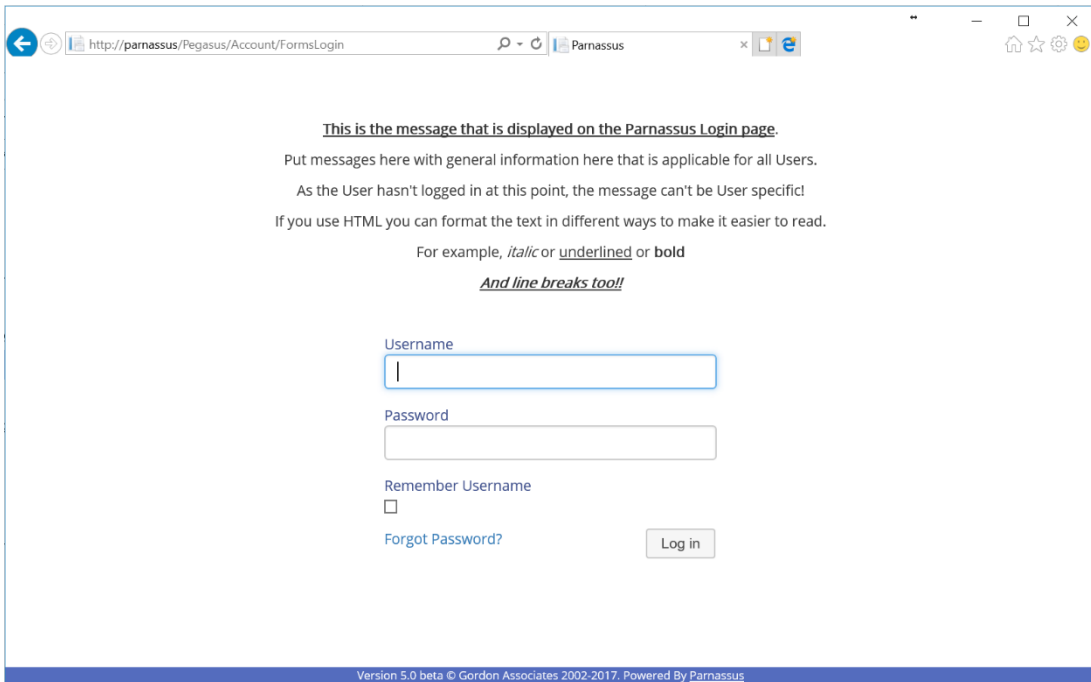 http://parnassus/Pegasus/Account/FormsLogin
Parnassus
This is the message that is displayed on the Parnassus Login page.
Put messages here with general information here that is applicable for all Users.
As the User hasn't logged in at this point, the message can't be User specific!
If you use HTML you can format the text in different ways to make it easier to read.
For example, italic or underlined or bold
And line breaks too!!
Username
Password
Remember Username
Forgot Password?
Log in
Version 5.0 beta © Gordon Associates 2002-2017. Powered By Parnassus